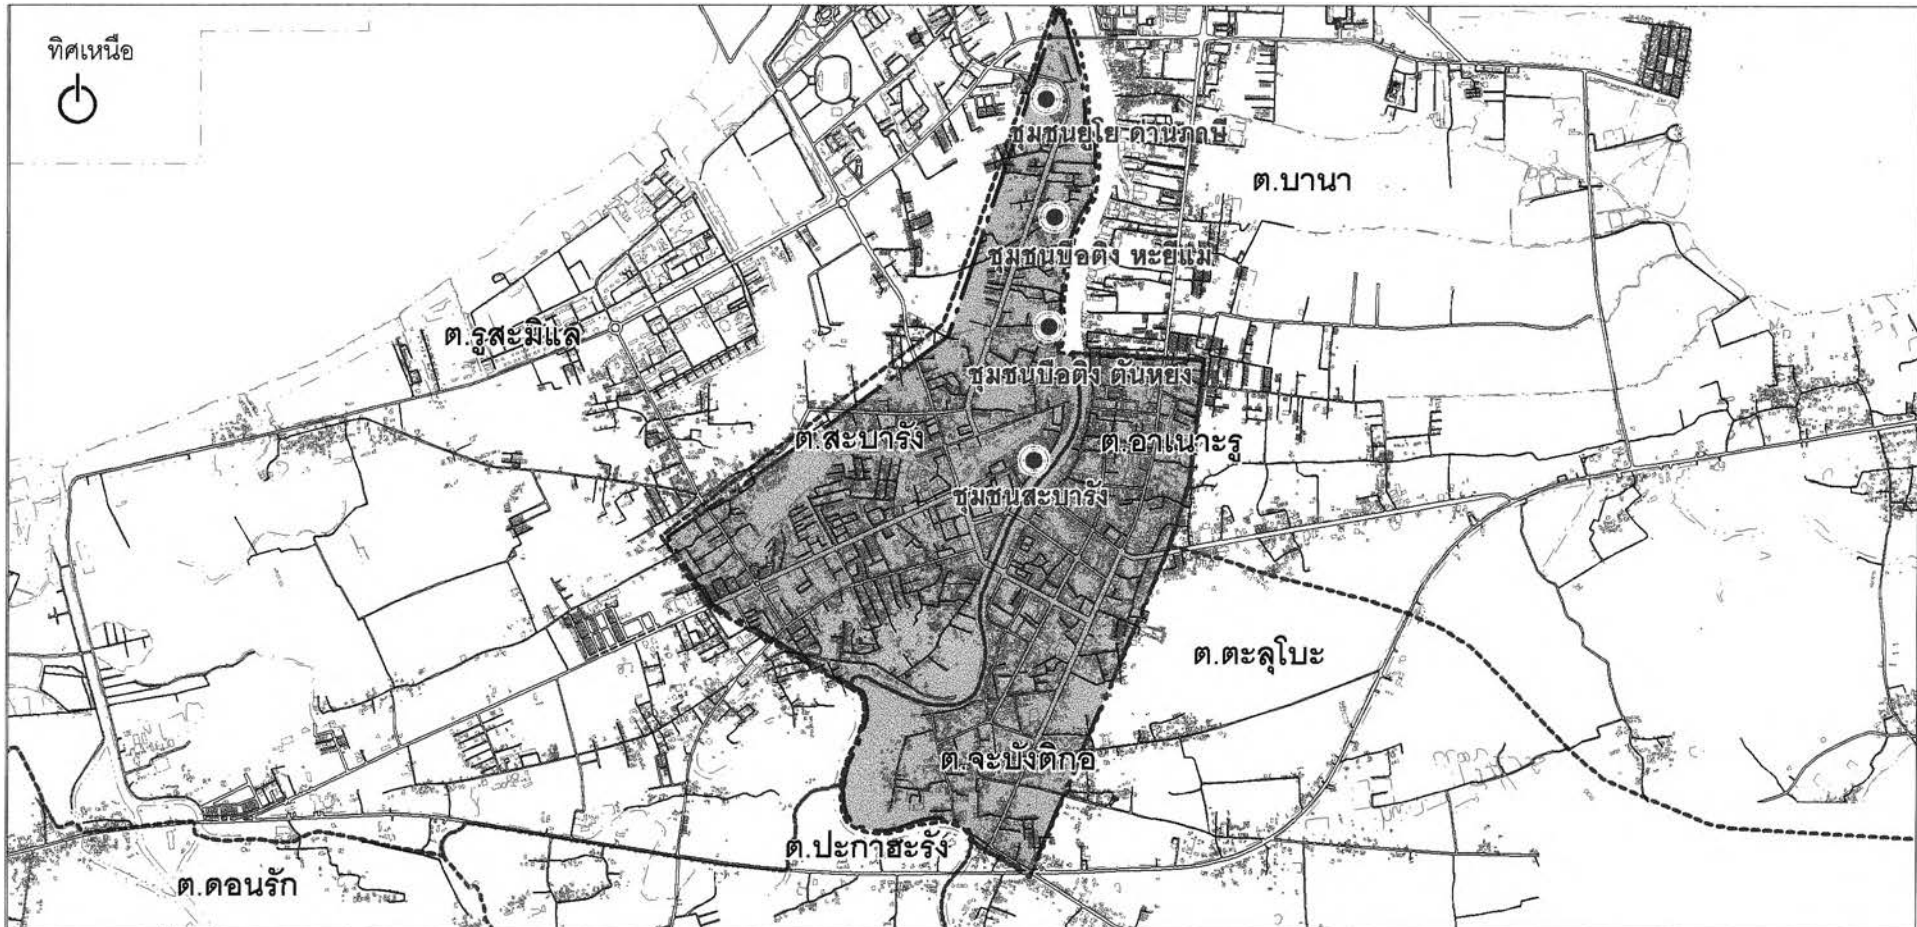 ทิศเหนือ
ชุมชนยูโย ด่านภาษี
ต.บานา
ชุมชนบือติง หะยีแม
ต.รูสะมิแล
ชุมชนบือติง ตันหยง
ต.สะบารัง
ต.อาเนาะรู
ชุมชนสะบารัง
ต.ตะลุโบะ
ต.จะบังติกอ
ต.ปะกาฮะรัง
ต.ดอนรัก